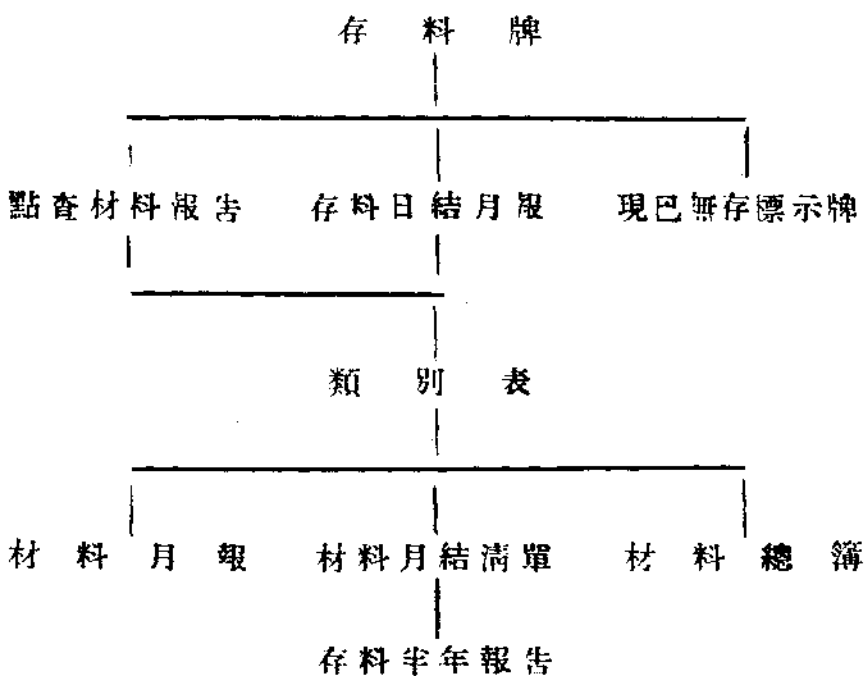 存料牌
點查材料報告 存料日結月報 現已無存標示牌
類別表
材料月報 材料月結清單 材料總簿
存料半年報告